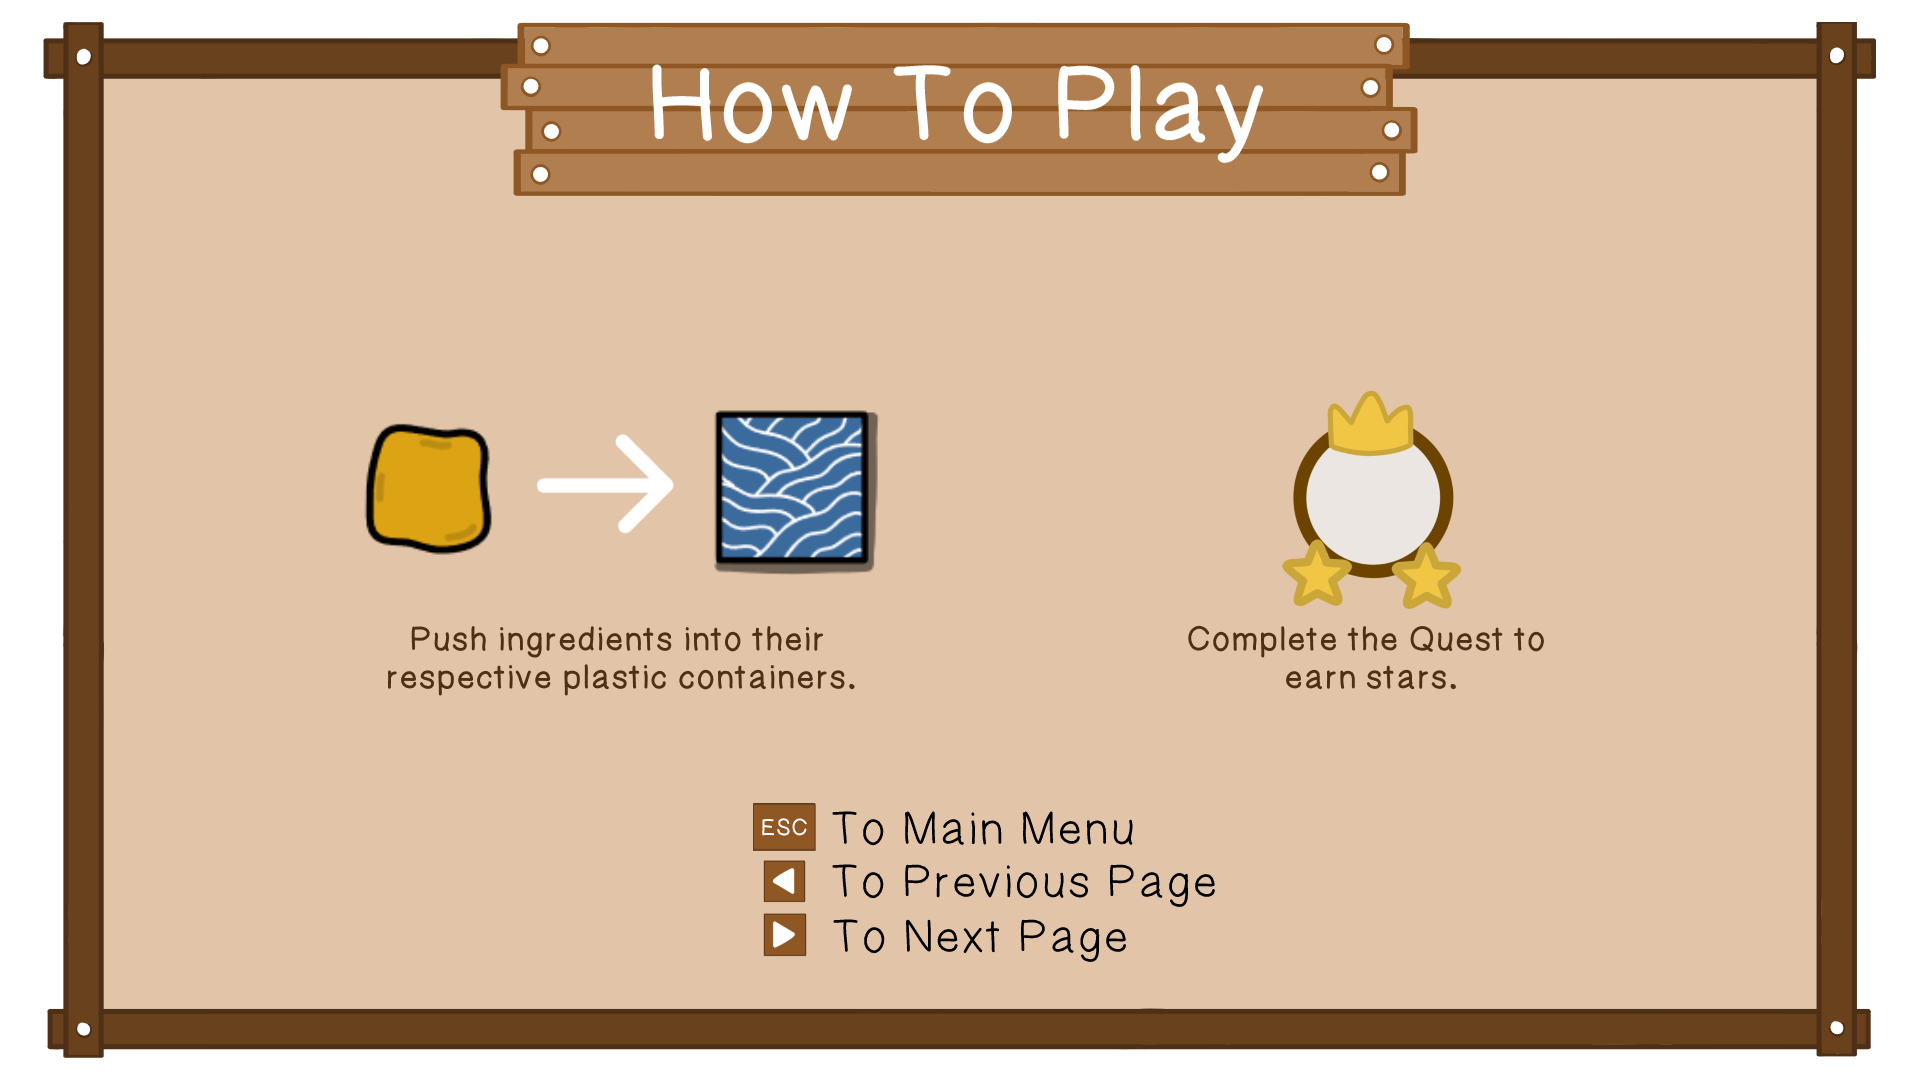 How To Play
Push ingredients into their
respective plastic containers.
Complete the Quest to
earn stars.
ESC To Main Menu
To Previous Page
To Next Page